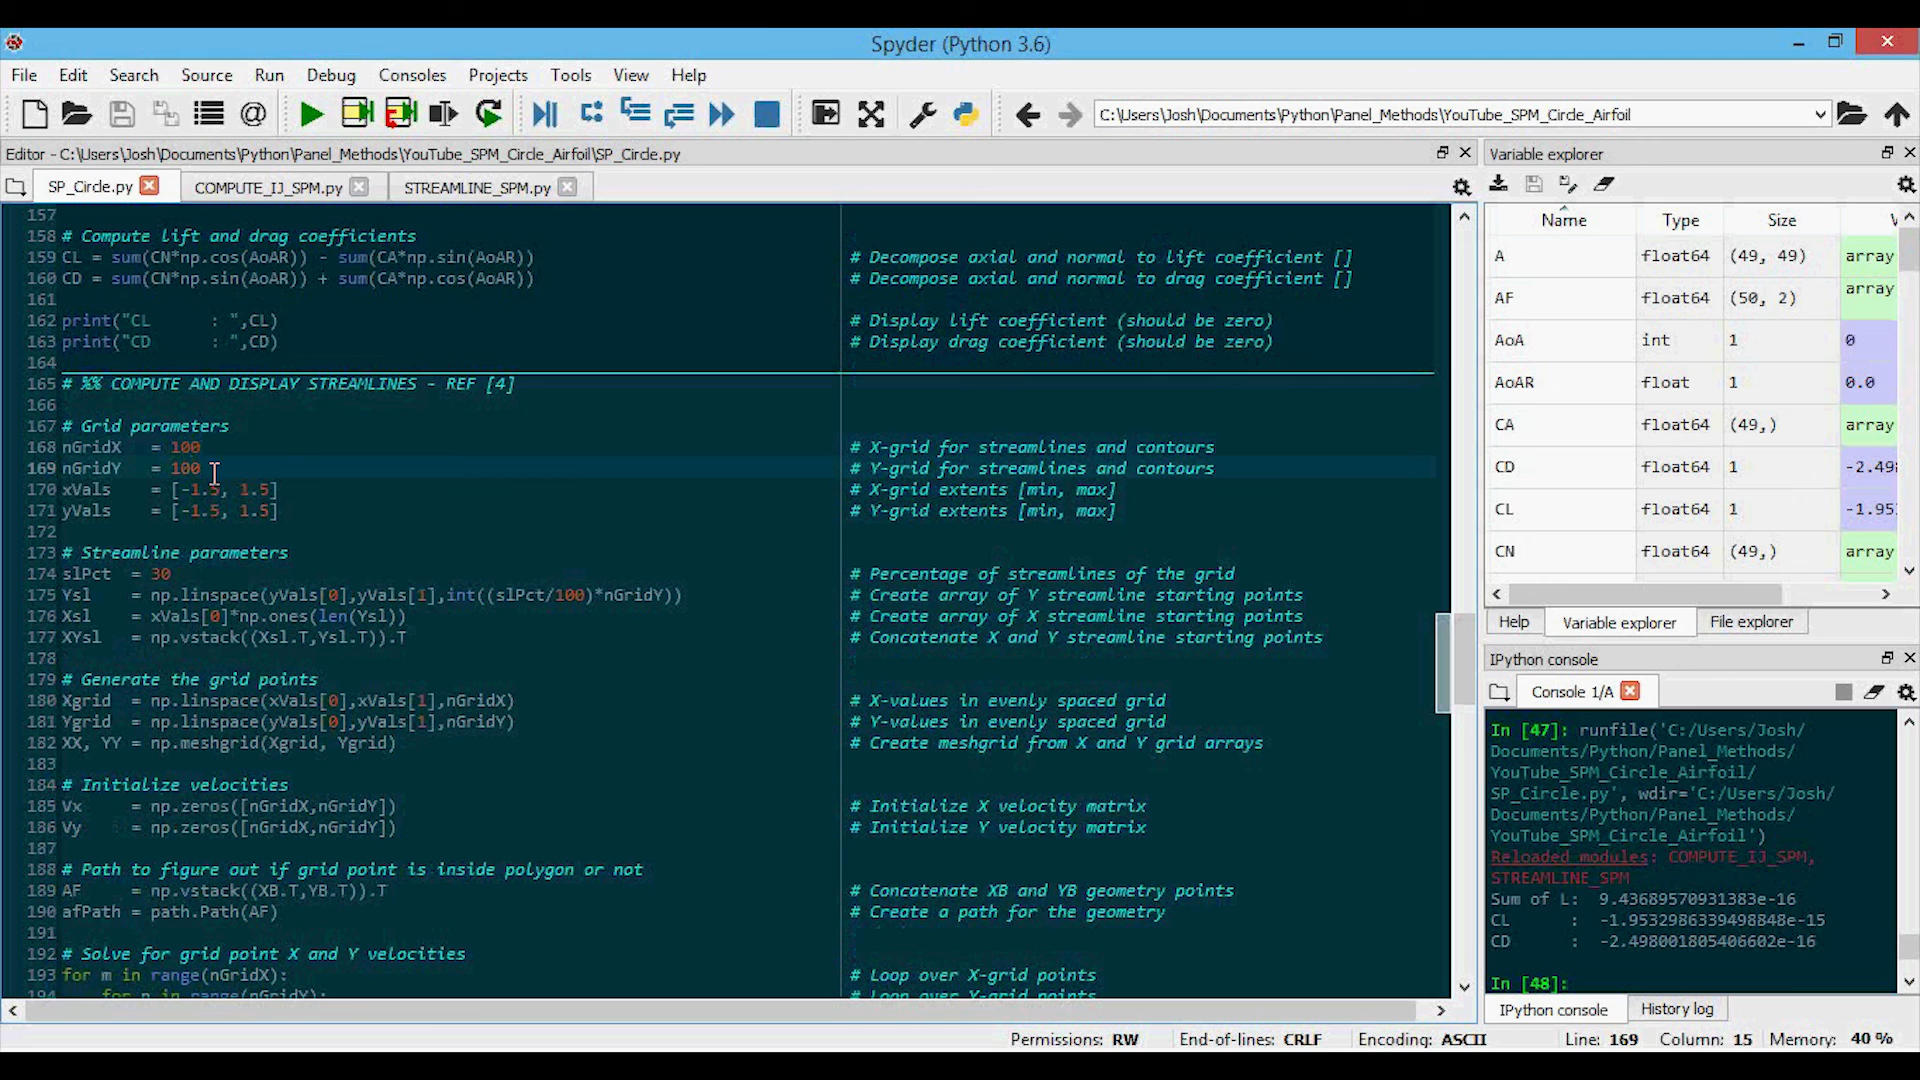 Spyder (Python 3.6)
File Edit Search Source Run Debug Consoles Projects Tools View Help
C:\Users\Josh\Documents\Python\Panel_Methods\YouTube_SPM_Circle_Airfoil
Editor - C:\Users\Josh\Documents\Python\Panel_Methods\YouTube_SPM_Circle_Airfoil\SP_Circle.py
SP_Circle.py COMPUTE_IJ_SPM.py STREAMLINE_SPM.py
157
158 # Compute lift and drag coefficients
159 CL = sum(CN*np.cos(AoAR)) - sum(CA*np.sin(AoAR)) # Decompose axial and normal to lift coefficient []
160 CD = sum(CN*np.sin(AoAR)) + sum(CA*np.cos(AoAR)) # Decompose axial and normal to drag coefficient []
161
162 print("CL      : ",CL) # Display lift coefficient (should be zero)
163 print("CD      : ",CD) # Display drag coefficient (should be zero)
164
165 # %% COMPUTE AND DISPLAY STREAMLINES - REF [4]
166
167 # Grid parameters
168 nGridX   = 100 # X-grid for streamlines and contours
169 nGridY   = 100 # Y-grid for streamlines and contours
170 xVals    = [-1.5, 1.5] # X-grid extents [min, max]
171 yVals    = [-1.5, 1.5] # Y-grid extents [min, max]
172
173 # Streamline parameters
174 slPct  = 30 # Percentage of streamlines of the grid
175 Ysl    = np.linspace(yVals[0],yVals[1],int((slPct/100)*nGridY)) # Create array of Y streamline starting points
176 Xsl    = xVals[0]*np.ones(len(Ysl)) # Create array of X streamline starting points
177 XYsl   = np.vstack((Xsl.T,Ysl.T)).T # Concatenate X and Y streamline starting points
178
179 # Generate the grid points
180 Xgrid  = np.linspace(xVals[0],xVals[1],nGridX) # X-values in evenly spaced grid
181 Ygrid  = np.linspace(yVals[0],yVals[1],nGridY) # Y-values in evenly spaced grid
182 XX, YY = np.meshgrid(Xgrid, Ygrid) # Create meshgrid from X and Y grid arrays
183
184 # Initialize velocities
185 Vx     = np.zeros([nGridX,nGridY]) # Initialize X velocity matrix
186 Vy     = np.zeros([nGridX,nGridY]) # Initialize Y velocity matrix
187
188 # Path to figure out if grid point is inside polygon or not
189 AF     = np.vstack((XB.T,YB.T)).T # Concatenate XB and YB geometry points
190 afPath = path.Path(AF) # Create a path for the geometry
191
192 # Solve for grid point X and Y velocities
193 for m in range(nGridX): # Loop over X-grid points
194 for n in range(nGridY): # Loop over Y-grid points
Variable explorer
Name Type Size V
A float64 (49, 49) array
AF float64 (50, 2) array
AoA int 1 0
AoAR float 1 0.0
CA float64 (49,) array
CD float64 1 -2.498
CL float64 1 -1.953
CN float64 (49,) array
Help Variable explorer File explorer
IPython console
Console 1/A
In [47]: runfile('C:/Users/Josh/
Documents/Python/Panel_Methods/
YouTube_SPM_Circle_Airfoil/
SP_Circle.py', wdir='C:/Users/Josh/
Documents/Python/Panel_Methods/
YouTube_SPM_Circle_Airfoil')
Reloaded modules: COMPUTE_IJ_SPM,
STREAMLINE_SPM
Sum of L:  9.43689570931383e-16
CL      :  -1.9532986339498848e-15
CD      :  -2.498001805406602e-16
In [48]:
IPython console History log
Permissions: RW End-of-lines: CRLF Encoding: ASCII Line: 169 Column: 15 Memory: 40 %